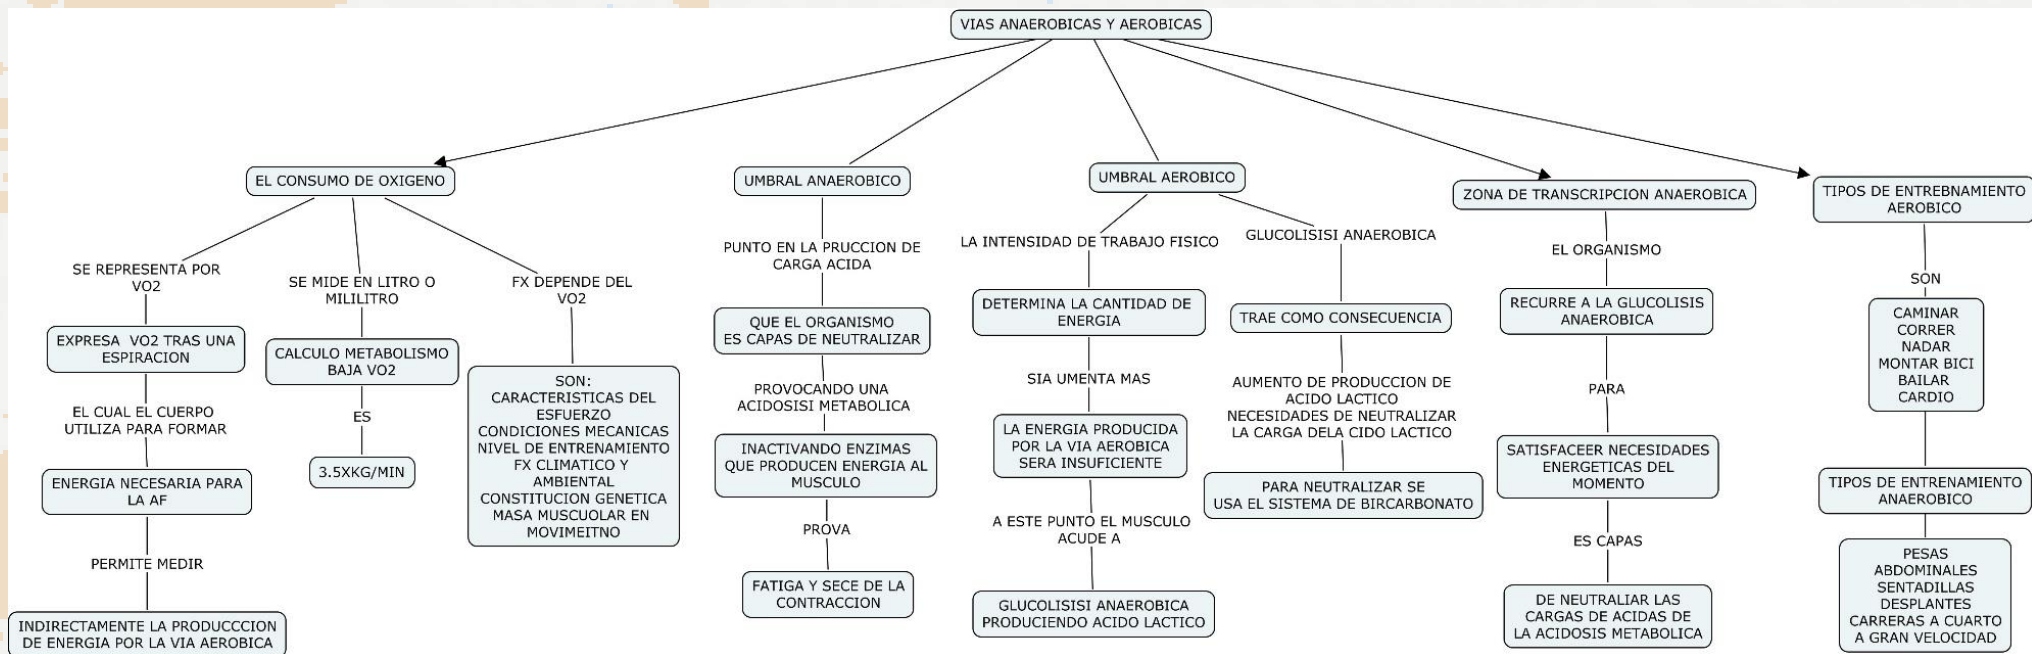 VIAS ANAEROBICAS Y AEROBICAS
EL CONSUMO DE OXIGENO
SE REPRESENTA POR
VO2
EXPRESA VO2 TRAS UNA
ESPIRACION
EL CUAL EL CUERPO
UTILIZA PARA FORMAR
ENERGIA NECESARIA PARA
LA AF
PERMITE MEDIR
INDIRECTAMENTE LA PRODUCCCION
DE ENERGIA POR LA VIA AEROBICA
SE MIDE EN LITRO O
MILILITRO
CALCULO METABOLISMO
BAJA VO2
ES
3.5XKG/MIN
FX DEPENDE DEL
VO2
SON:
CARACTERISTICAS DEL
ESFUERZO
CONDICIONES MECANICAS
NIVEL DE ENTRENAMIENTO
FX CLIMATICO Y
AMBIENTAL
CONSTITUCION GENETICA
MASA MUSCUOLAR EN
MOVIMEITNO
UMBRAL ANAEROBICO
PUNTO EN LA PRUCCION DE
CARGA ACIDA
QUE EL ORGANISMO
ES CAPAS DE NEUTRALIZAR
PROVOCANDO UNA
ACIDOSISI METABOLICA
INACTIVANDO ENZIMAS
QUE PRODUCEN ENERGIA AL
MUSCULO
PROVA
FATIGA Y SECE DE LA
CONTRACCION
UMBRAL AEROBICO
LA INTENSIDAD DE TRABAJO FISICO
DETERMINA LA CANTIDAD DE
ENERGIA
SIA UMENTA MAS
LA ENERGIA PRODUCIDA
POR LA VIA AEROBICA
SERA INSUFICIENTE
A ESTE PUNTO EL MUSCULO
ACUDE A
GLUCOLISISI ANAEROBICA
PRODUCIENDO ACIDO LACTICO
GLUCOLISISI ANAEROBICA
TRAE COMO CONSECUENCIA
AUMENTO DE PRODUCCION DE
ACIDO LACTICO
NECESIDADES DE NEUTRALIZAR
LA CARGA DELA CIDO LACTICO
PARA NEUTRALIZAR SE
USA EL SISTEMA DE BIRCARBONATO
ZONA DE TRANSCRIPCION ANAEROBICA
EL ORGANISMO
RECURRE A LA GLUCOLISIS
ANAEROBICA
PARA
SATISFACEER NECESIDADES
ENERGETICAS DEL
MOMENTO
ES CAPAS
DE NEUTRALIAR LAS
CARGAS DE ACIDAS DE
LA ACIDOSIS METABOLICA
TIPOS DE ENTREBNAMIENTO
AEROBICO
SON
CAMINAR
CORRER
NADAR
MONTAR BICI
BAILAR
CARDIO
TIPOS DE ENTRENAMIENTO
ANAEROBICO
PESAS
ABDOMINALES
SENTADILLAS
DESPLANTES
CARRERAS A CUARTO
A GRAN VELOCIDAD